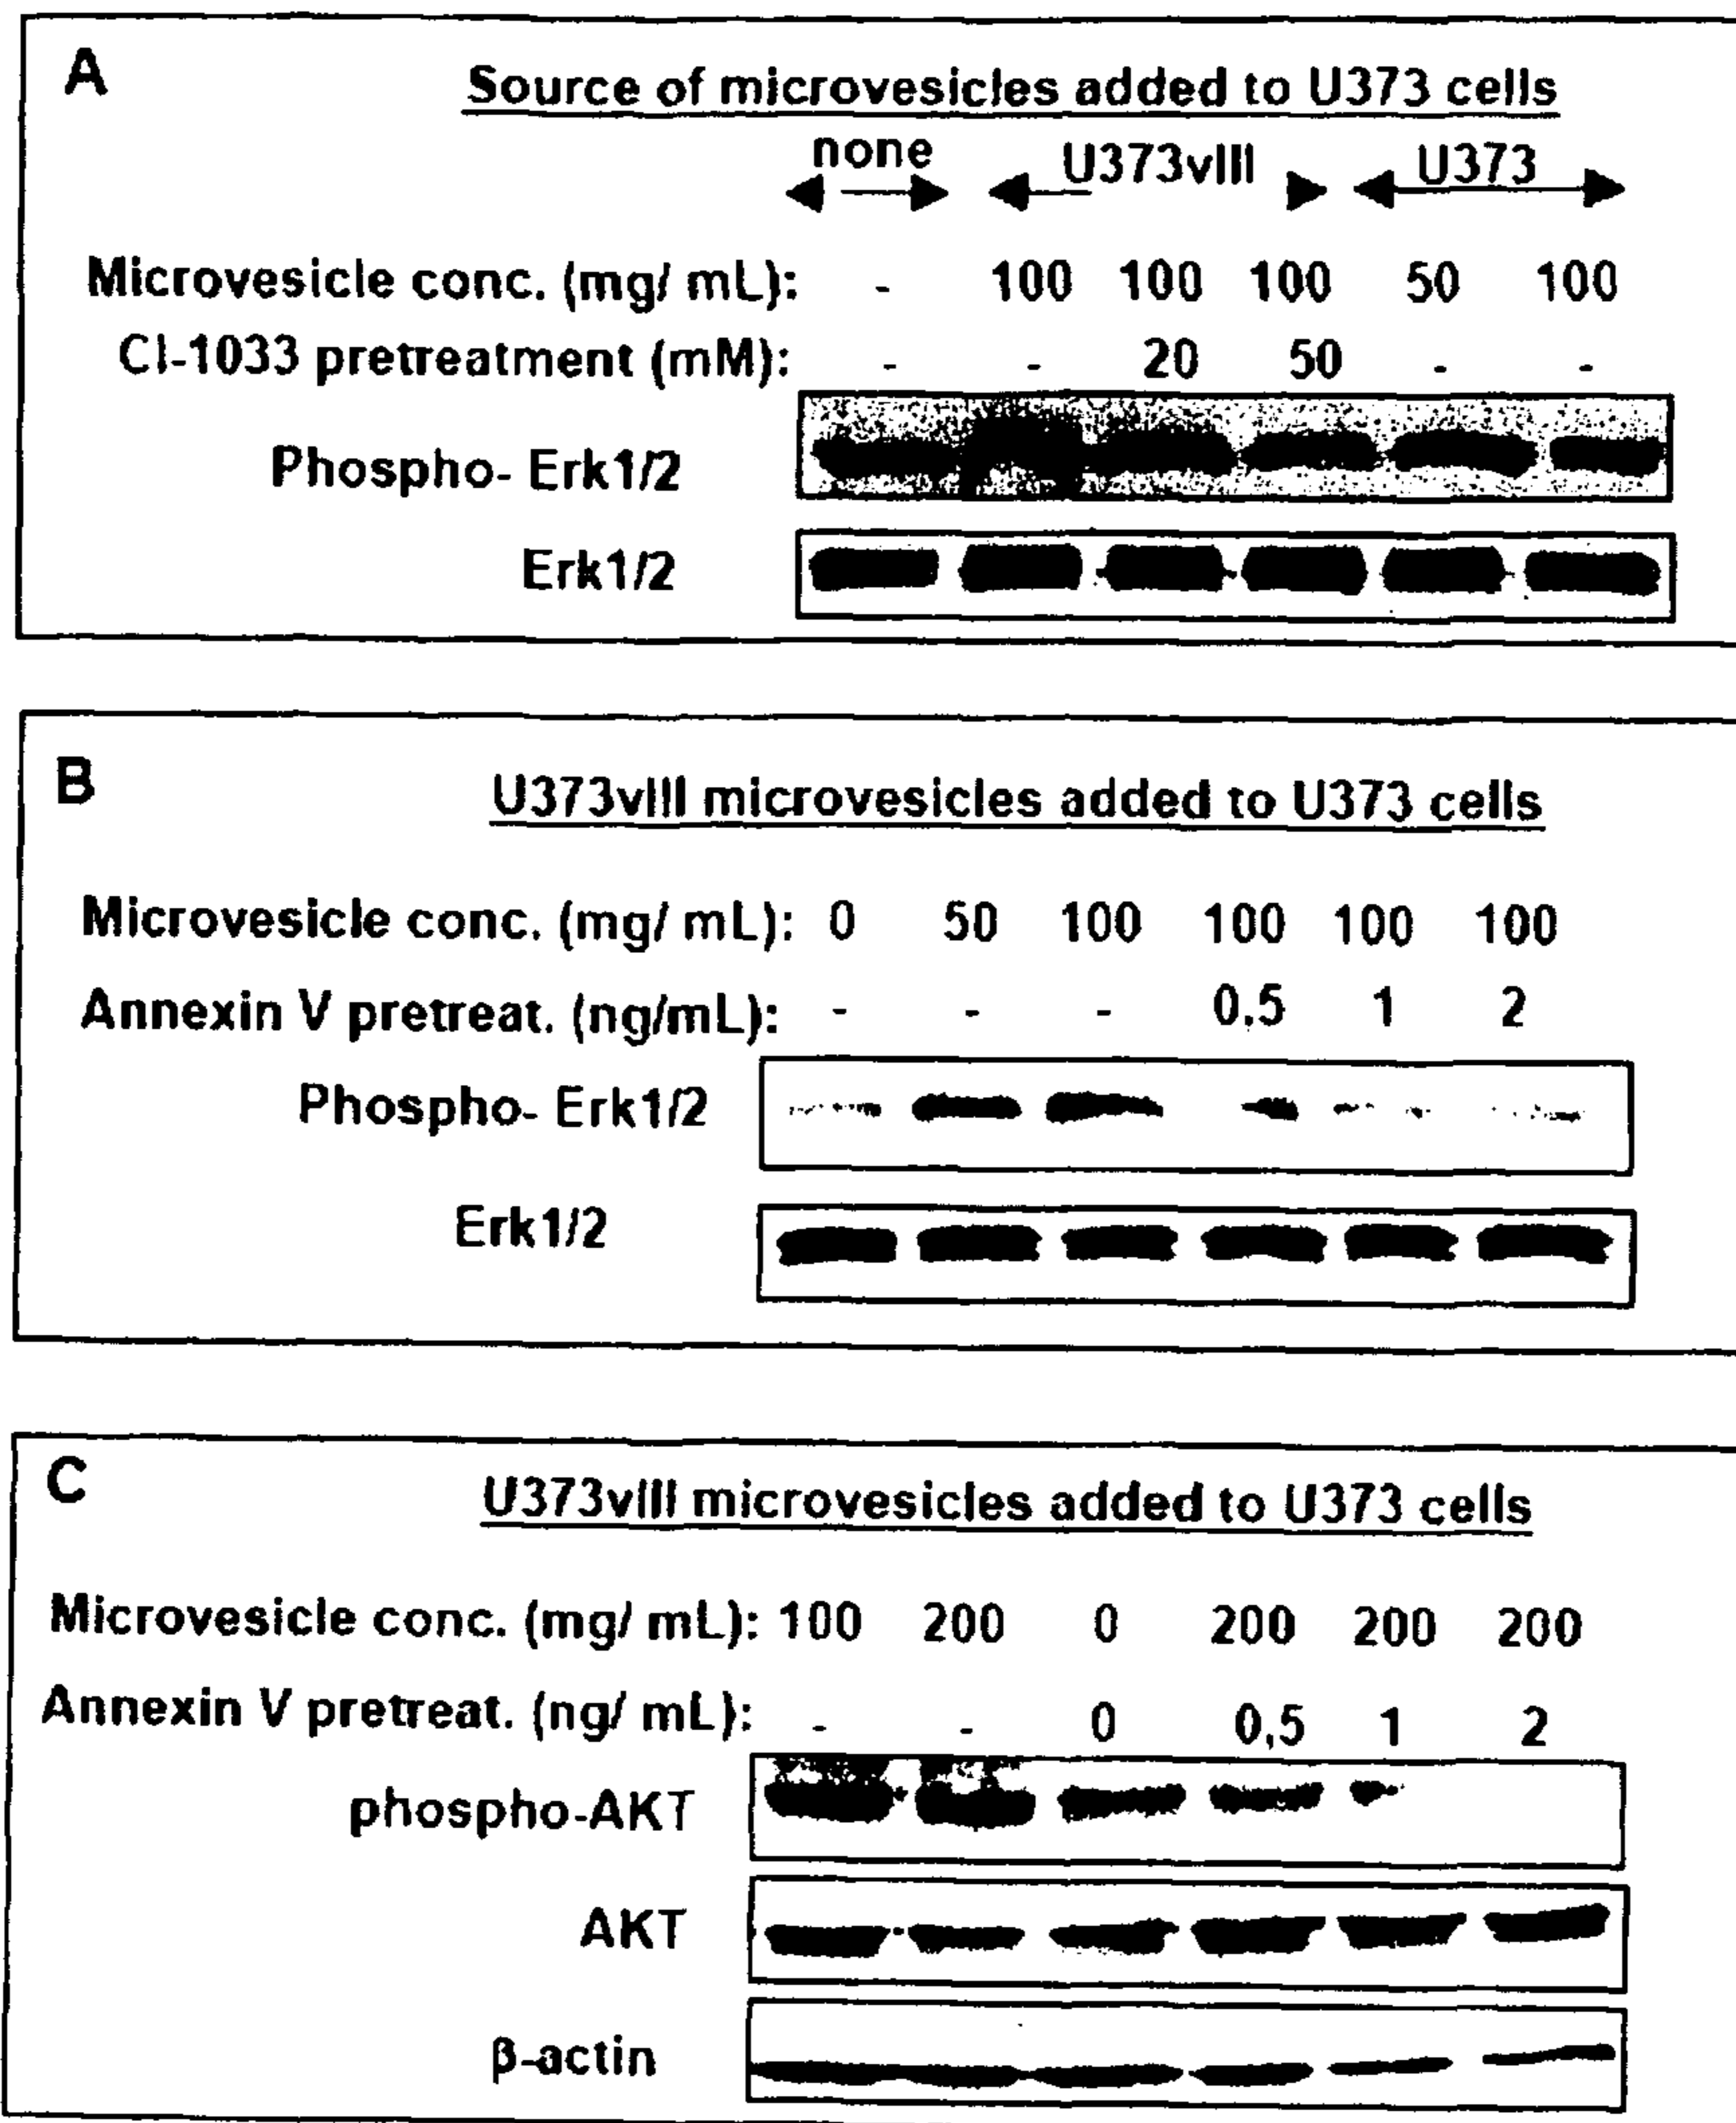 A
Source of microvesicles added to U373 cells
none U373vIII U373
Microvesicle conc. (mg/ mL): - 100 100 100 50 100
CI-1033 pretreatment (mM): - - 20 50 - -
Phospho- Erk1/2
Erk1/2
B
U373vIII microvesicles added to U373 cells
Microvesicle conc. (mg/ mL): 0 50 100 100 100 100
Annexin V pretreat. (ng/mL): - - - 0.5 1 2
Phospho- Erk1/2
Erk1/2
C
U373vIII microvesicles added to U373 cells
Microvesicle conc. (mg/ mL): 100 200 0 200 200 200
Annexin V pretreat. (ng/ mL): - - 0 0,5 1 2
phospho-AKT
AKT
β-actin